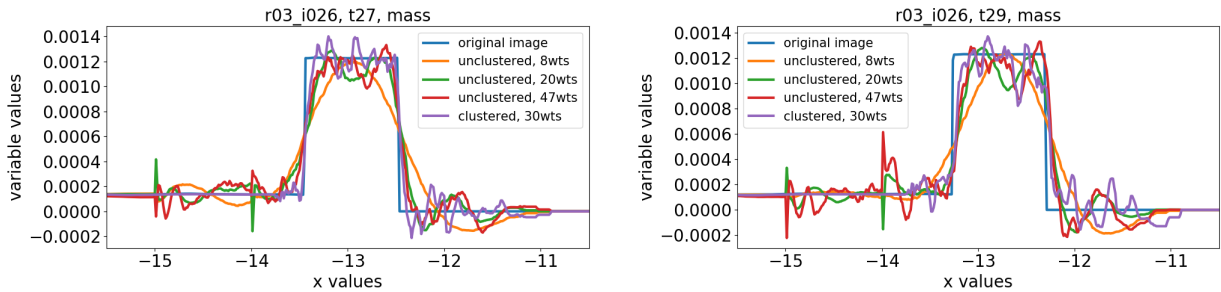 r03_i026, t27, mass
variable values
0.0014
0.0012
0.0010
0.0008
0.0006
0.0004
0.0002
0.0000
−0.0002
original image
unclustered, 8wts
unclustered, 20wts
unclustered, 47wts
clustered, 30wts
−15 −14 −13 −12 −11
x values
r03_i026, t29, mass
variable values
0.0014
0.0012
0.0010
0.0008
0.0006
0.0004
0.0002
0.0000
−0.0002
original image
unclustered, 8wts
unclustered, 20wts
unclustered, 47wts
clustered, 30wts
−15 −14 −13 −12 −11
x values